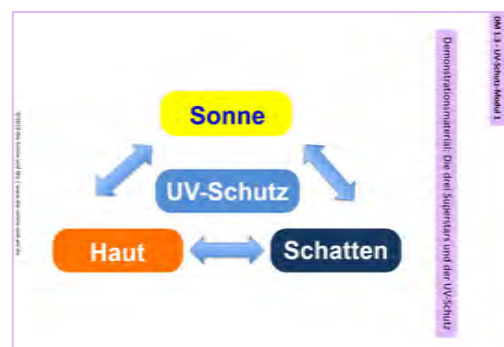 DM 1.3 - UV-Schutz-Modul 1
Demonstrationsmaterial: Die drei Superstars und der UV-Schutz
Sonne
UV-Schutz
Haut
Schatten